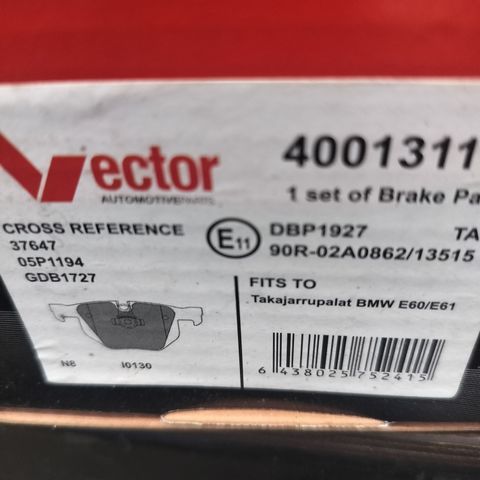 Vector
AUTOMOTIVEPARTS
4001311
1 set of Brake Pa
CROSS REFERENCE
37647
05P1194
GDB1727
E11
DBP1927 TA
90R-02A0862/13515
FITS TO
Takajarrupalat BMW E60/E61
N8 I0130
6 438025 752415